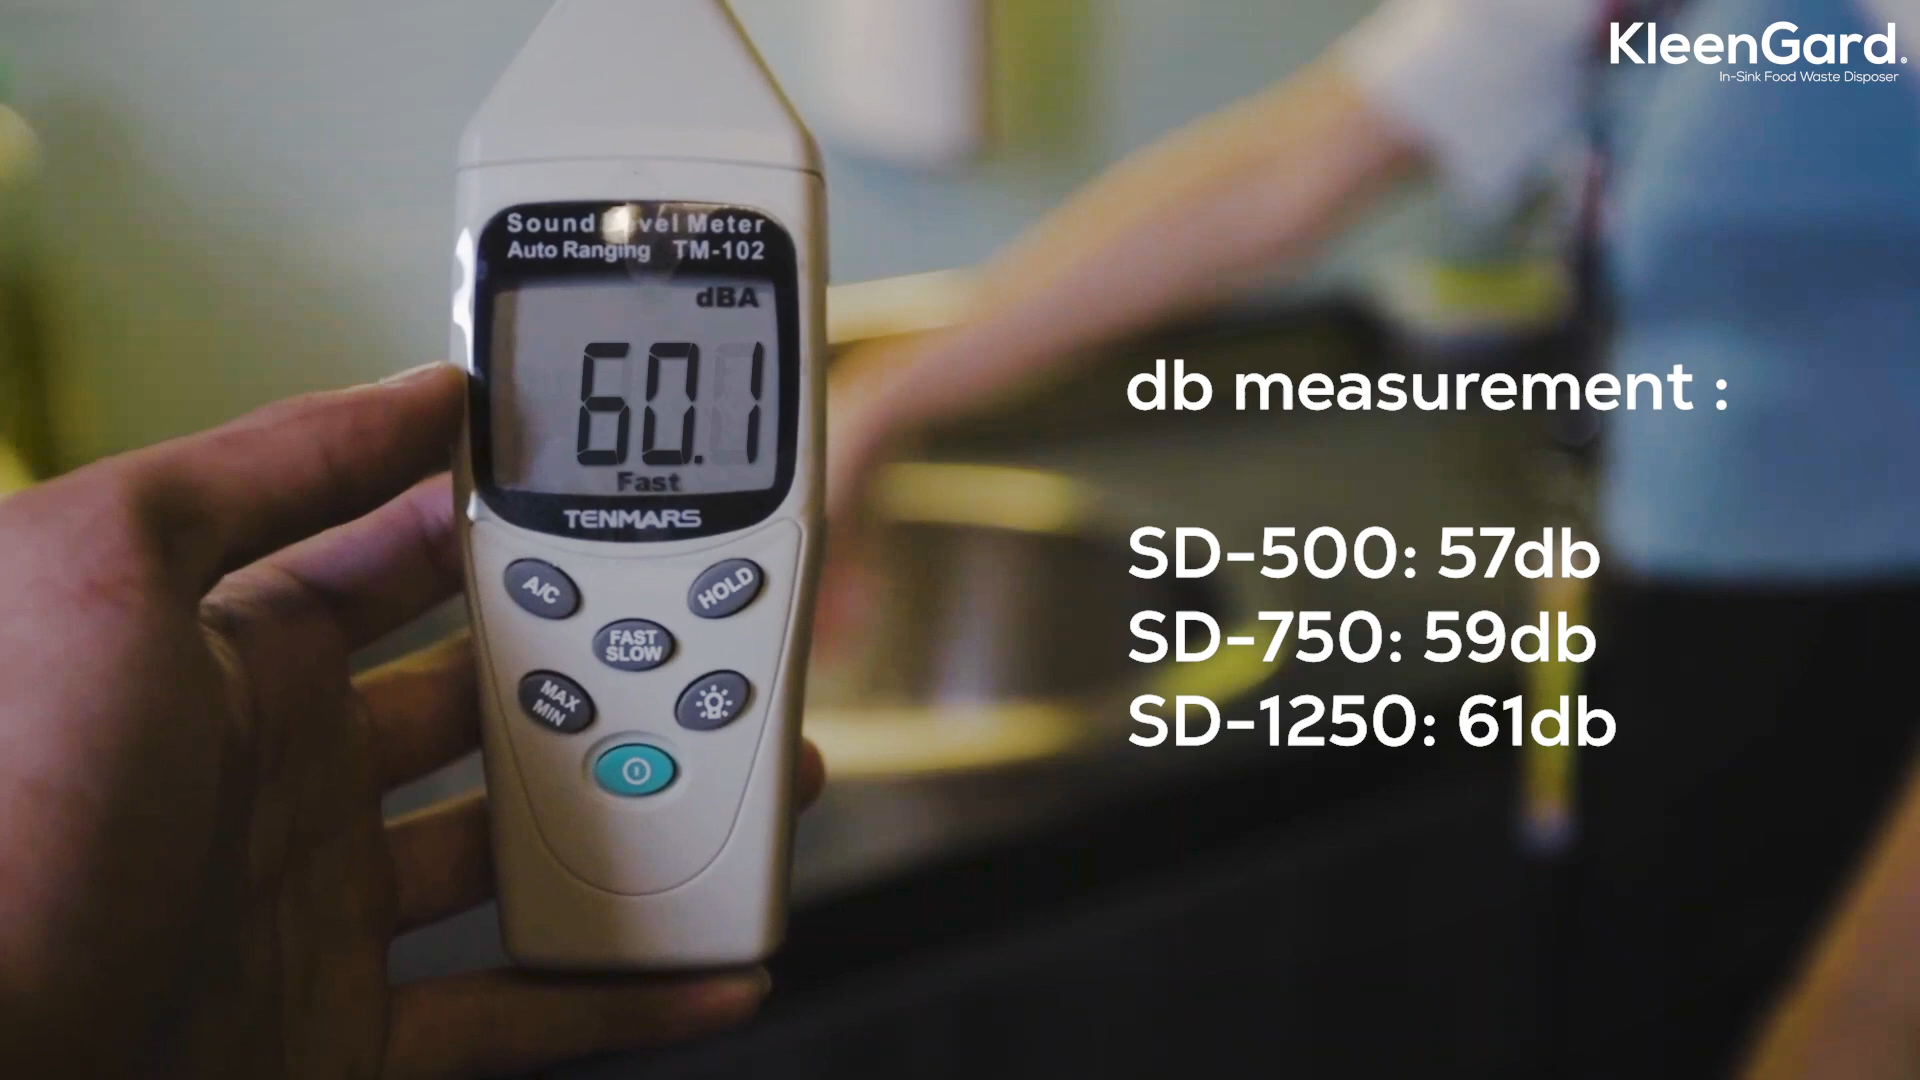 KleenGard®
In-Sink Food Waste Disposer
Sound Level Meter
Auto Ranging TM-102
dBA
60.1
Fast
TENMARS
A/C
HOLD
FAST
SLOW
MAX
MIN
db measurement :
SD-500: 57db
SD-750: 59db
SD-1250: 61db